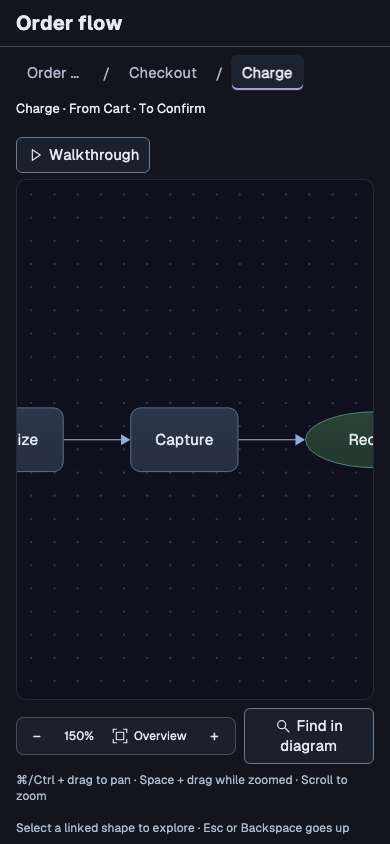 Order flow
Order ... / Checkout / Charge
Charge · From Cart · To Confirm
Walkthrough
ize Capture Rec
− 150% Overview +
Find in
diagram
⌘/Ctrl + drag to pan · Space + drag while zoomed · Scroll to
zoom
Select a linked shape to explore · Esc or Backspace goes up